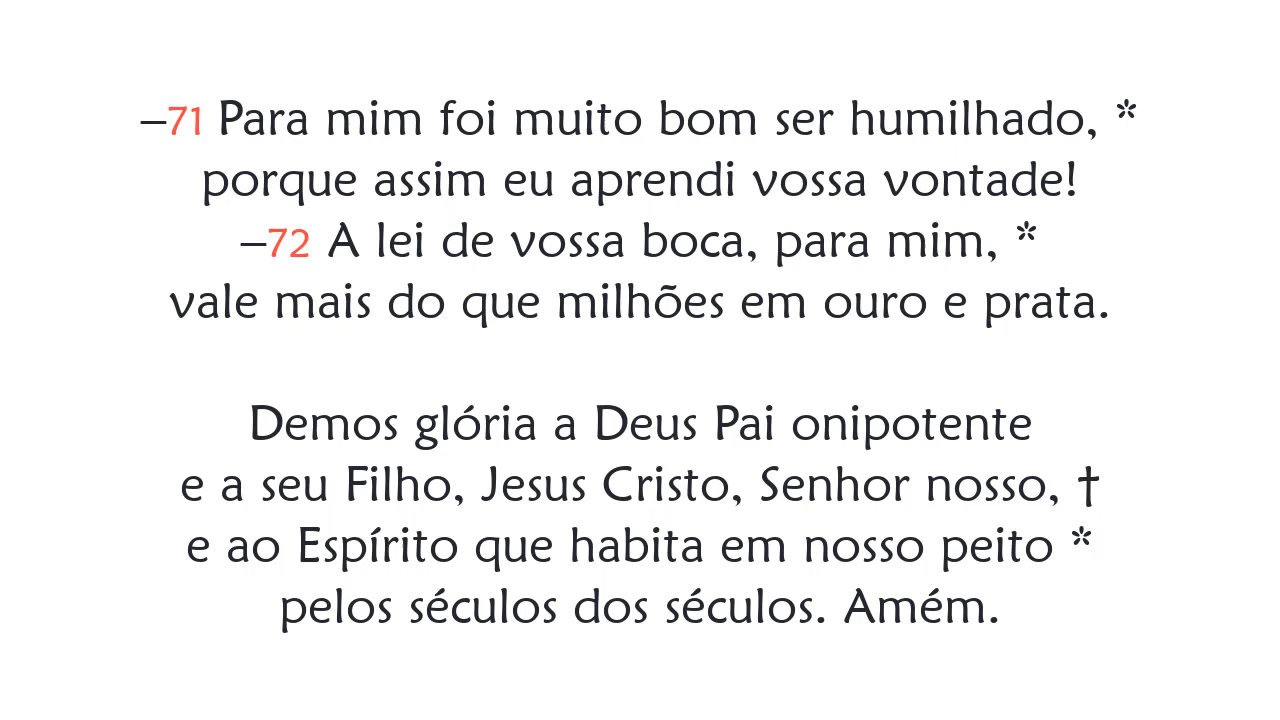 –71 Para mim foi muito bom ser humilhado, *
porque assim eu aprendi vossa vontade!
–72 A lei de vossa boca, para mim, *
vale mais do que milhões em ouro e prata.
Demos glória a Deus Pai onipotente
e a seu Filho, Jesus Cristo, Senhor nosso, †
e ao Espírito que habita em nosso peito *
pelos séculos dos séculos. Amém.